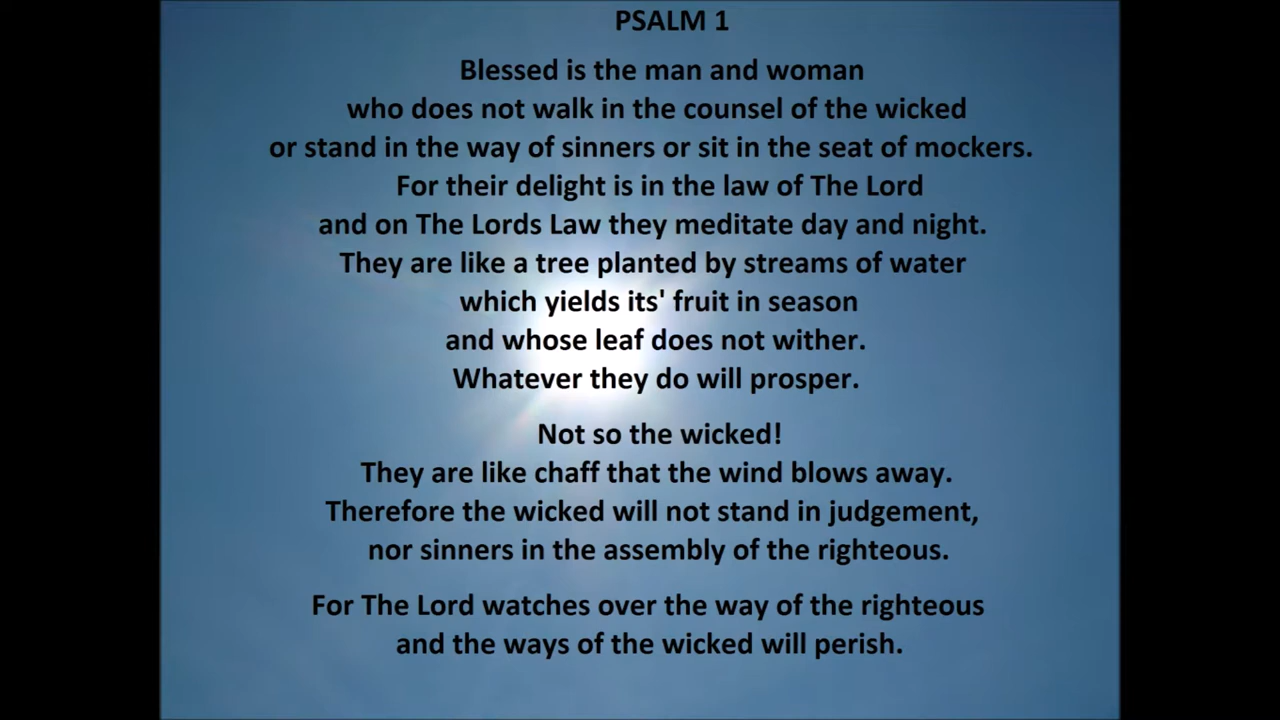 PSALM 1
Blessed is the man and woman
who does not walk in the counsel of the wicked
or stand in the way of sinners or sit in the seat of mockers.
For their delight is in the law of The Lord
and on The Lords Law they meditate day and night.
They are like a tree planted by streams of water
which yields its' fruit in season
and whose leaf does not wither.
Whatever they do will prosper.
Not so the wicked!
They are like chaff that the wind blows away.
Therefore the wicked will not stand in judgement,
nor sinners in the assembly of the righteous.
For The Lord watches over the way of the righteous
and the ways of the wicked will perish.